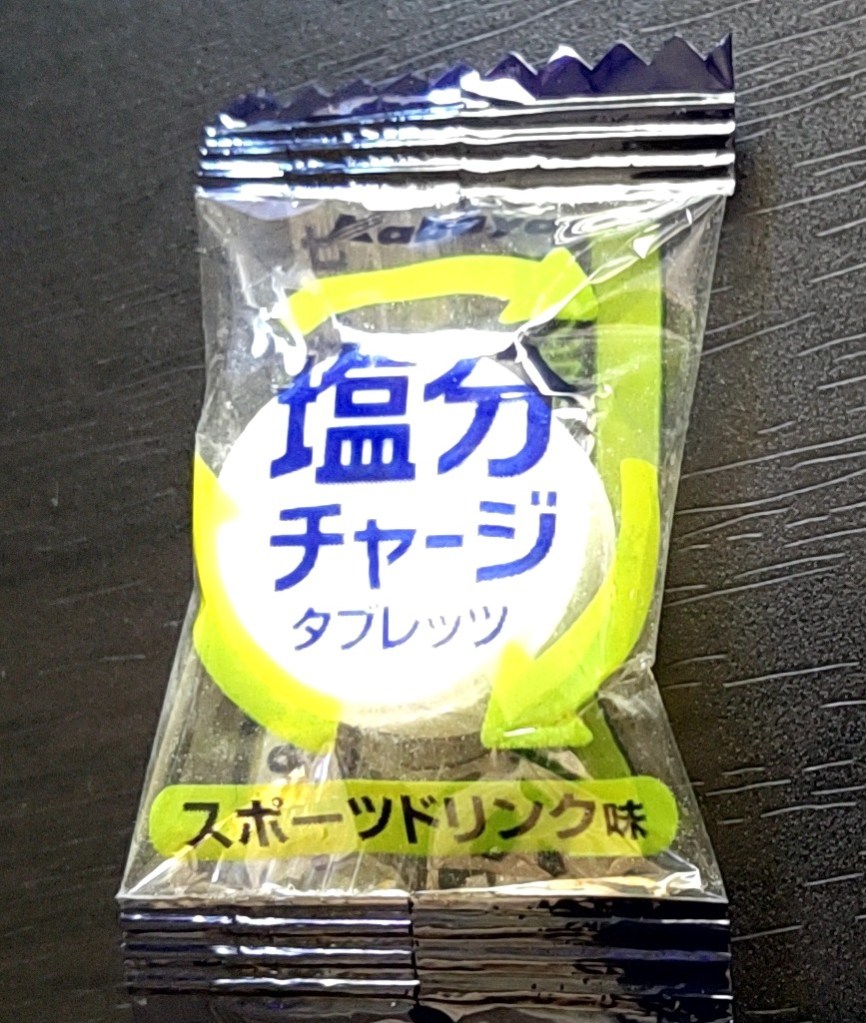 Kabaya
塩分
チャージ
タブレッツ
スポーツドリンク味